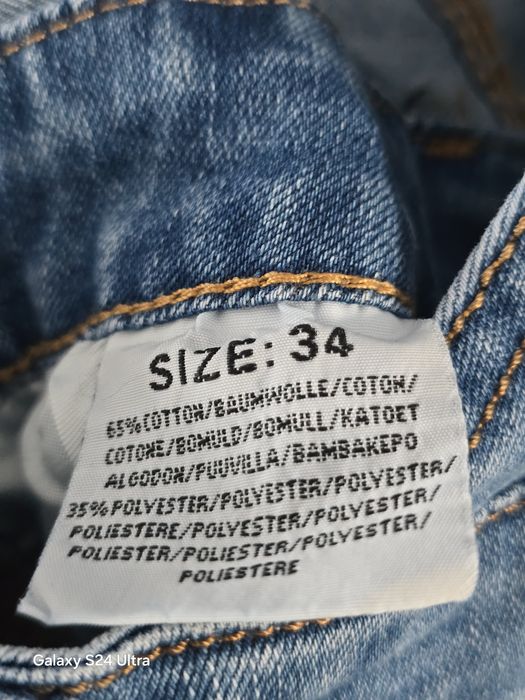 SIZE: 34
65%COTTON/BAUMWOLLE/COTON/
COTONE/BOMULD/BOMULL/KATOET
ALGODON/PUUVILLA/BAMBAKEPO
35%POLYESTER/POLYESTER/POLYESTER/
POLIESTERE/POLYESTER/POLYESTER/
POLIESTER/POLIESTER/POLYESTER/
POLIESTERE
Galaxy S24 Ultra